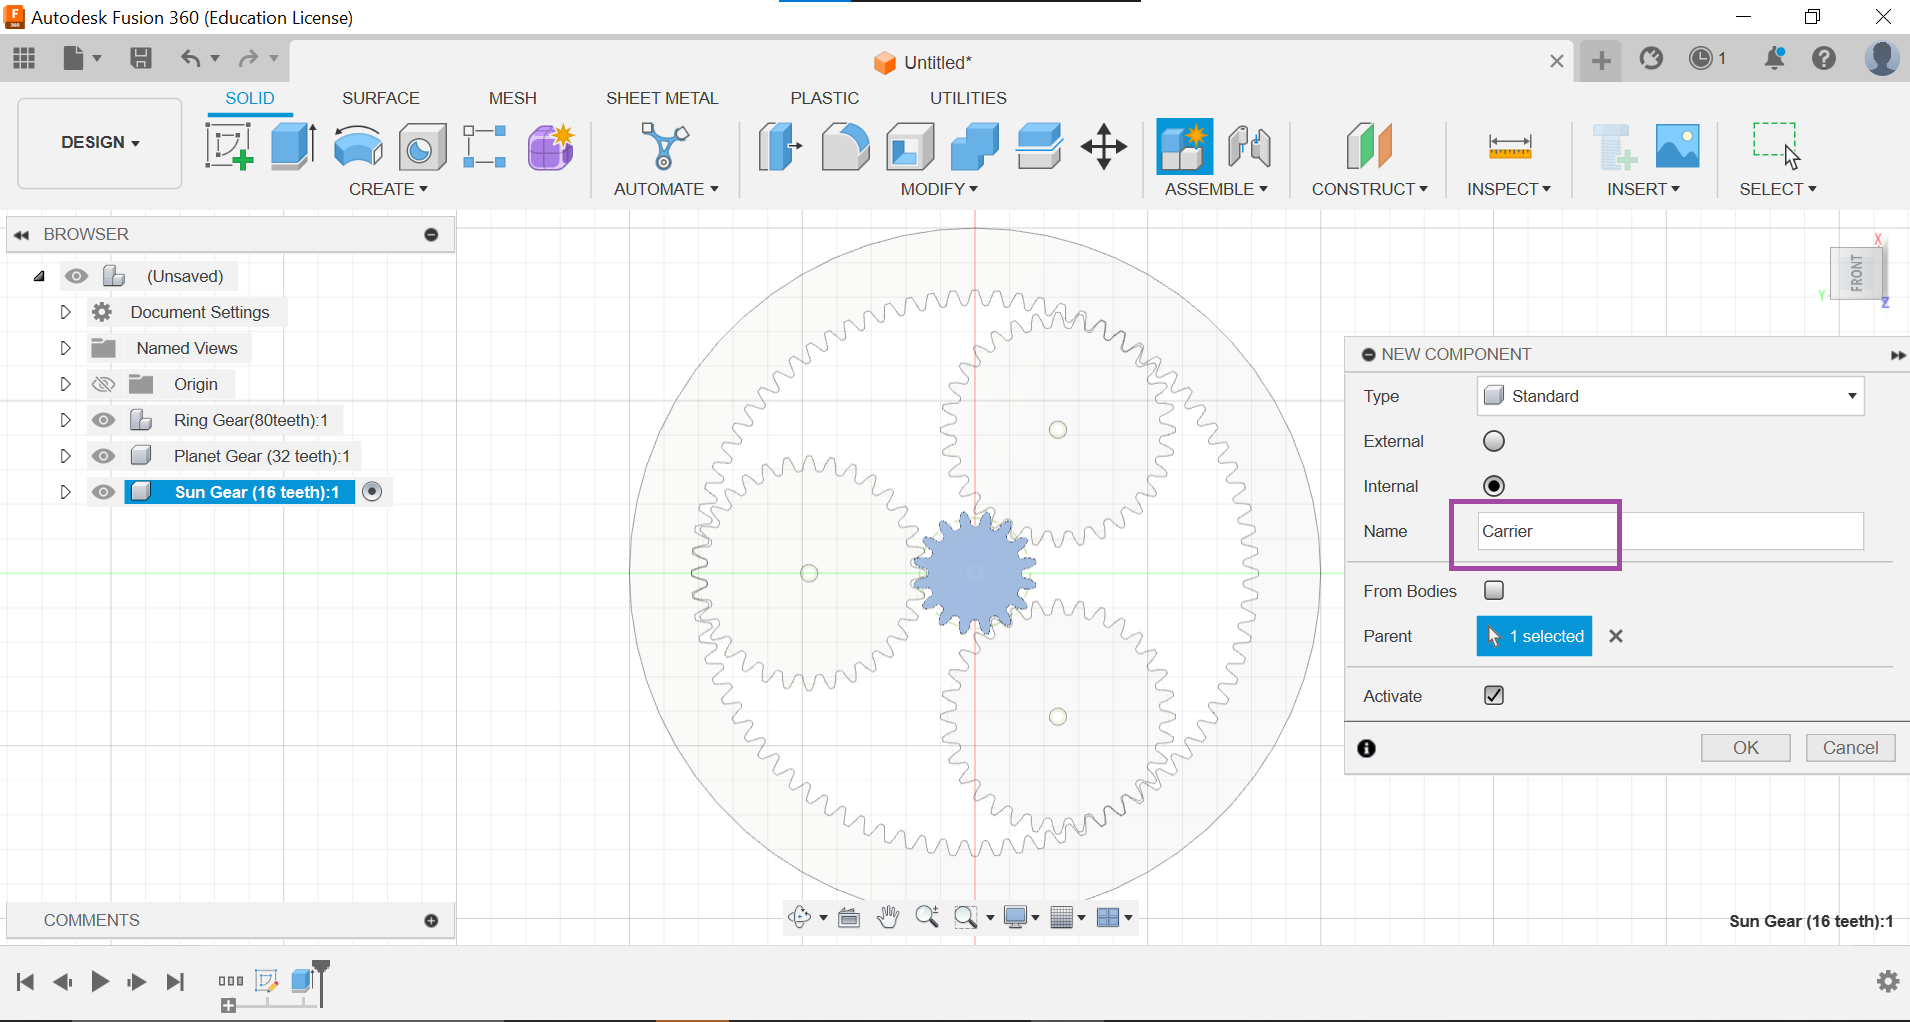 Autodesk Fusion 360 (Education License)
Untitled*
1
SOLID SURFACE MESH SHEET METAL PLASTIC UTILITIES
DESIGN
CREATE AUTOMATE MODIFY ASSEMBLE CONSTRUCT INSPECT INSERT SELECT
BROWSER
(Unsaved)
Document Settings
Named Views
Origin
Ring Gear(80teeth):1
Planet Gear (32 teeth):1
Sun Gear (16 teeth):1
X
FRONT
Y
Z
NEW COMPONENT
Type Standard
External
Internal
Name Carrier
From Bodies
Parent 1 selected
Activate
OK Cancel
COMMENTS
Sun Gear (16 teeth):1